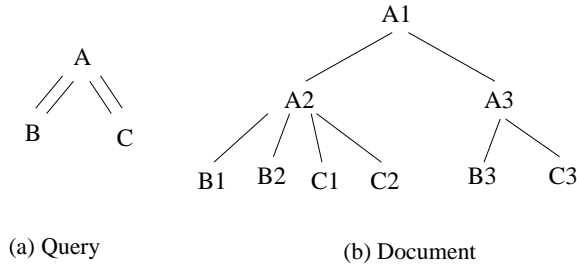 A1
A
A2 A3
B C
B1 B2 C1 C2 B3 C3
(a) Query (b) Document